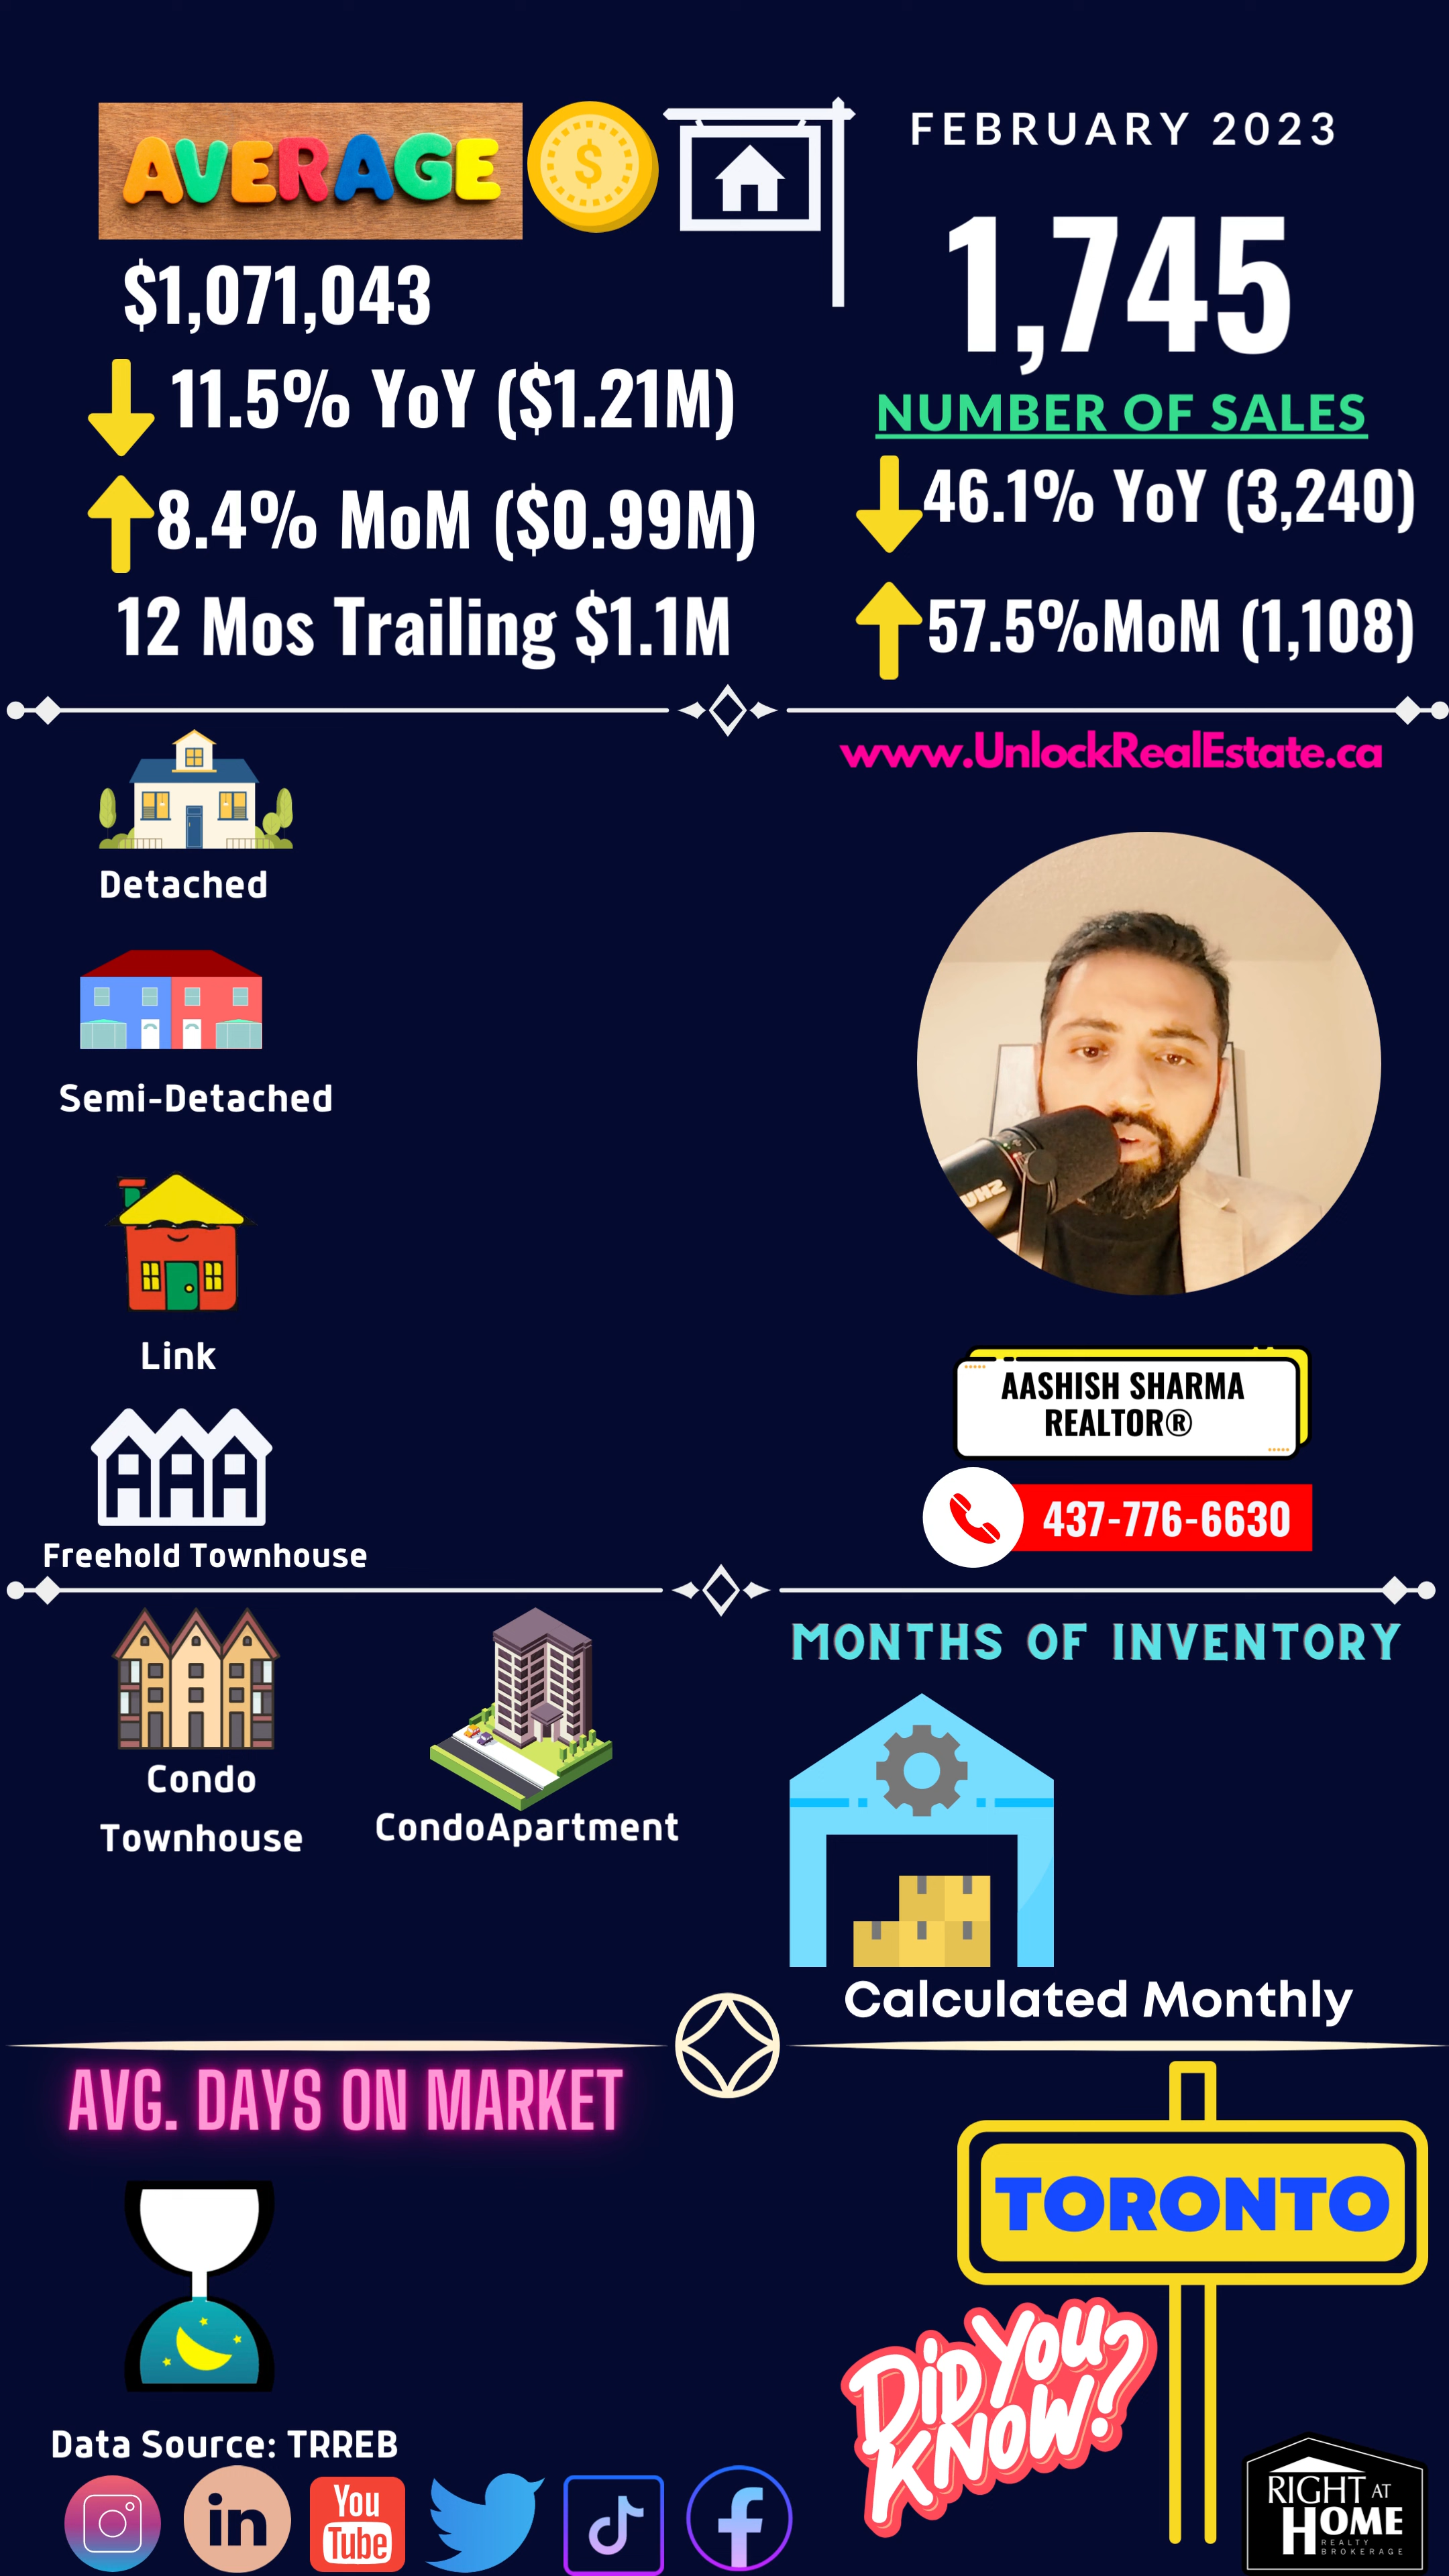 AVERAGE
$
FEBRUARY 2023
$1,071,043
1,745
11.5% YoY ($1.21M)
NUMBER OF SALES
8.4% MoM ($0.99M)
46.1% YoY (3,240)
12 Mos Trailing $1.1M
57.5%MoM (1,108)
www.UnlockRealEstate.ca
Detached
Semi-Detached
Link
AASHISH SHARMA
REALTOR®
437-776-6630
Freehold Townhouse
MONTHS OF INVENTORY
Condo
Townhouse
CondoApartment
Calculated Monthly
AVG. DAYS ON MARKET
TORONTO
DiD YOU
KNOW?
Data Source: TRREB
in
You
Tube
f
RIGHT AT
HOME
REALTY
BROKERAGE